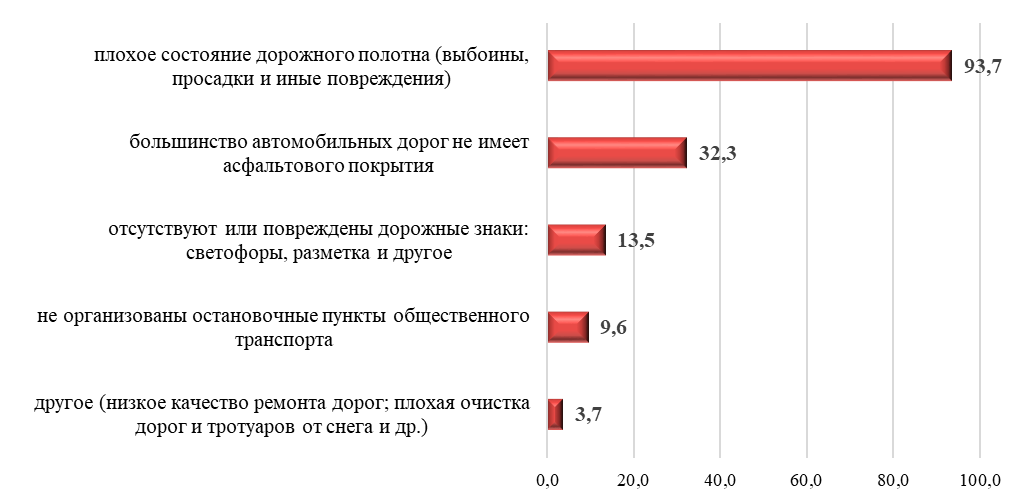 плохое состояние дорожного полотна (выбоины,
просадки и иные повреждения)
93,7
большинство автомобильных дорог не имеет
асфальтового покрытия
32,3
отсутствуют или повреждены дорожные знаки:
светофоры, разметка и другое
13,5
не организованы остановочные пункты общественного
транспорта
9,6
другое (низкое качество ремонта дорог; плохая очистка
дорог и тротуаров от снега и др.)
3,7
0,0 20,0 40,0 60,0 80,0 100,0